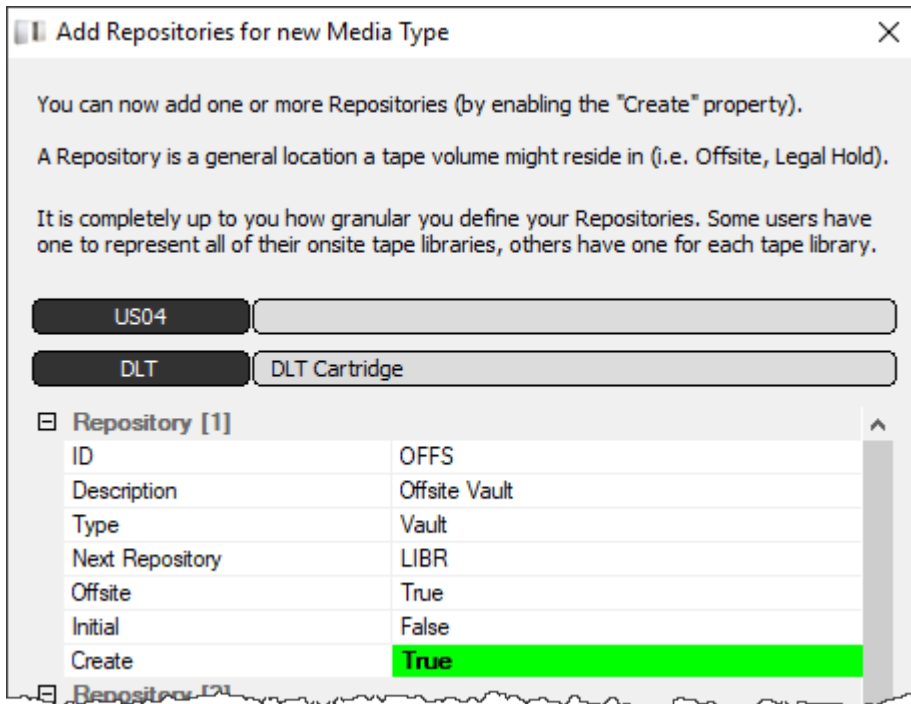 Add Repositories for new Media Type
You can now add one or more Repositories (by enabling the "Create" property).
A Repository is a general location a tape volume might reside in (i.e. Offsite, Legal Hold).
It is completely up to you how granular you define your Repositories. Some users have
one to represent all of their onsite tape libraries, others have one for each tape library.
US04
DLT DLT Cartridge
Repository [1]
ID OFFS
Description Offsite Vault
Type Vault
Next Repository LIBR
Offsite True
Initial False
Create True
Repository [2]